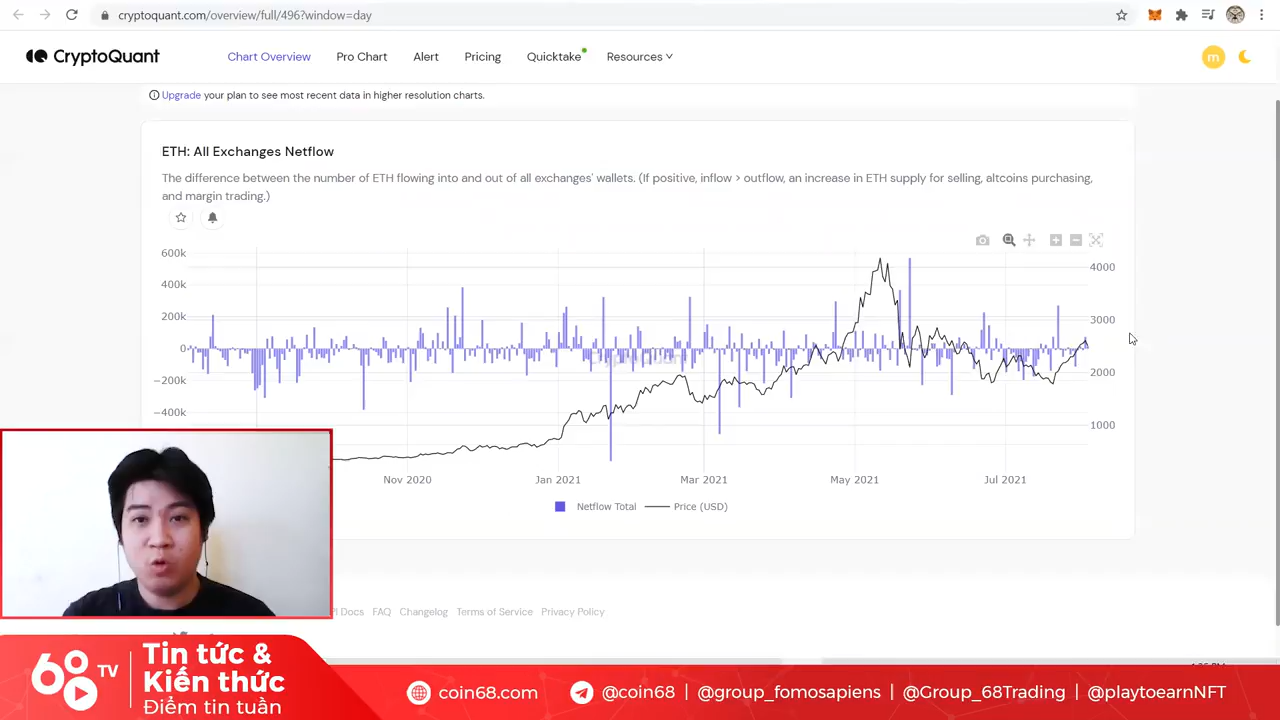 cryptoquant.com/overview/full/496?window=day
CryptoQuant
Chart Overview
Pro Chart
Alert
Pricing
Quicktake
Resources
m
Upgrade your plan to see most recent data in higher resolution charts.
ETH: All Exchanges Netflow
The difference between the number of ETH flowing into and out of all exchanges' wallets. (If positive, inflow > outflow, an increase in ETH supply for selling, altcoins purchasing,
and margin trading.)
600k
400k
200k
0
−200k
−400k
4000
3000
2000
1000
CryptoQuant
Nov 2020
Jan 2021
Mar 2021
May 2021
Jul 2021
Netflow Total
Price (USD)
Docs
FAQ
Changelog
Terms of Service
Privacy Policy
68 TV
Tin tức &
Kiến thức
Điểm tin tuần
coin68.com
@coin68 | @group_fomosapiens | @Group_68Trading | @playtoearnNFT